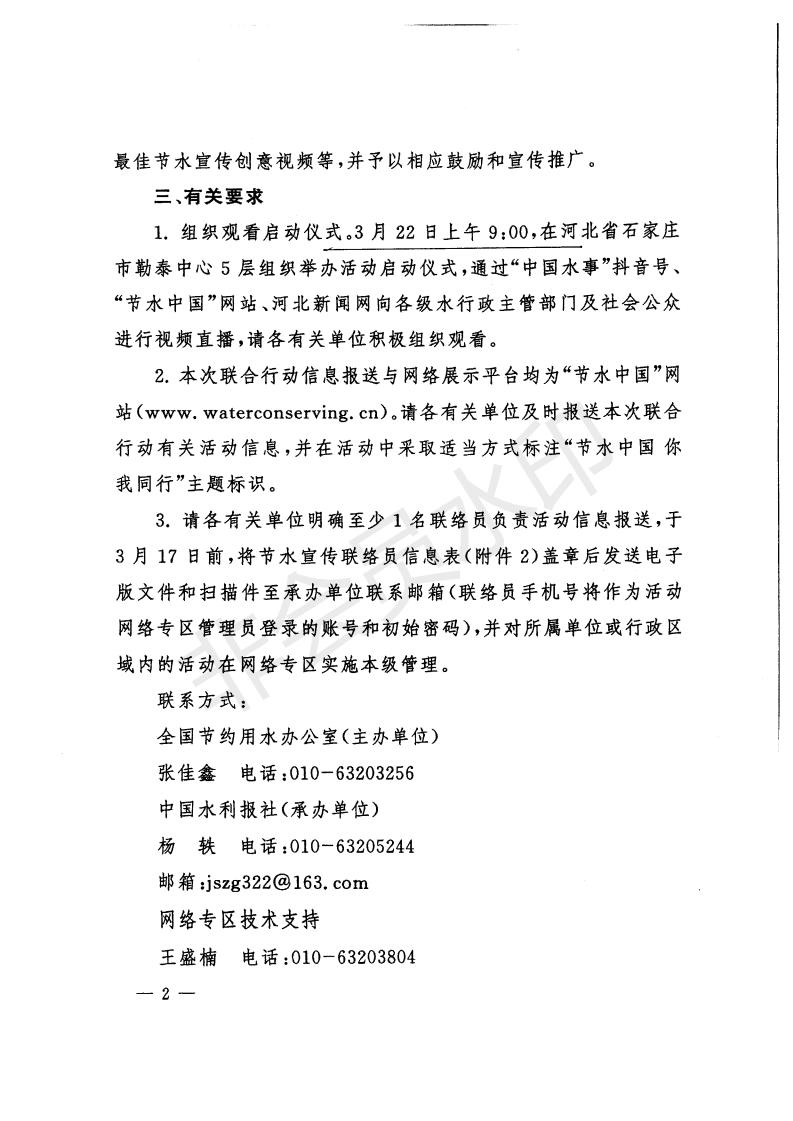 最佳节水宣传创意视频等,并予以相应鼓励和宣传推广。
三、有关要求
1. 组织观看启动仪式。3月22日上午9:00,在河北省石家庄
市勒泰中心5层组织举办活动启动仪式,通过“中国水事”抖音号、
“节水中国”网站、河北新闻网向各级水行政主管部门及社会公众
进行视频直播,请各有关单位积极组织观看。
2. 本次联合行动信息报送与网络展示平台均为“节水中国”网
站(www. waterconserving. cn)。请各有关单位及时报送本次联合
行动有关活动信息,并在活动中采取适当方式标注“节水中国 你
我同行”主题标识。
3. 请各有关单位明确至少1名联络员负责活动信息报送,于
3月17日前,将节水宣传联络员信息表(附件2)盖章后发送电子
版文件和扫描件至承办单位联系邮箱(联络员手机号将作为活动
网络专区管理员登录的账号和初始密码),并对所属单位或行政区
域内的活动在网络专区实施本级管理。
联系方式:
全国节约用水办公室(主办单位)
张佳鑫 电话:010-63203256
中国水利报社(承办单位)
杨 轶 电话:010-63205244
邮箱:jszg322@163. com
网络专区技术支持
王盛楠 电话:010-63203804
— 2 —
非会员水印